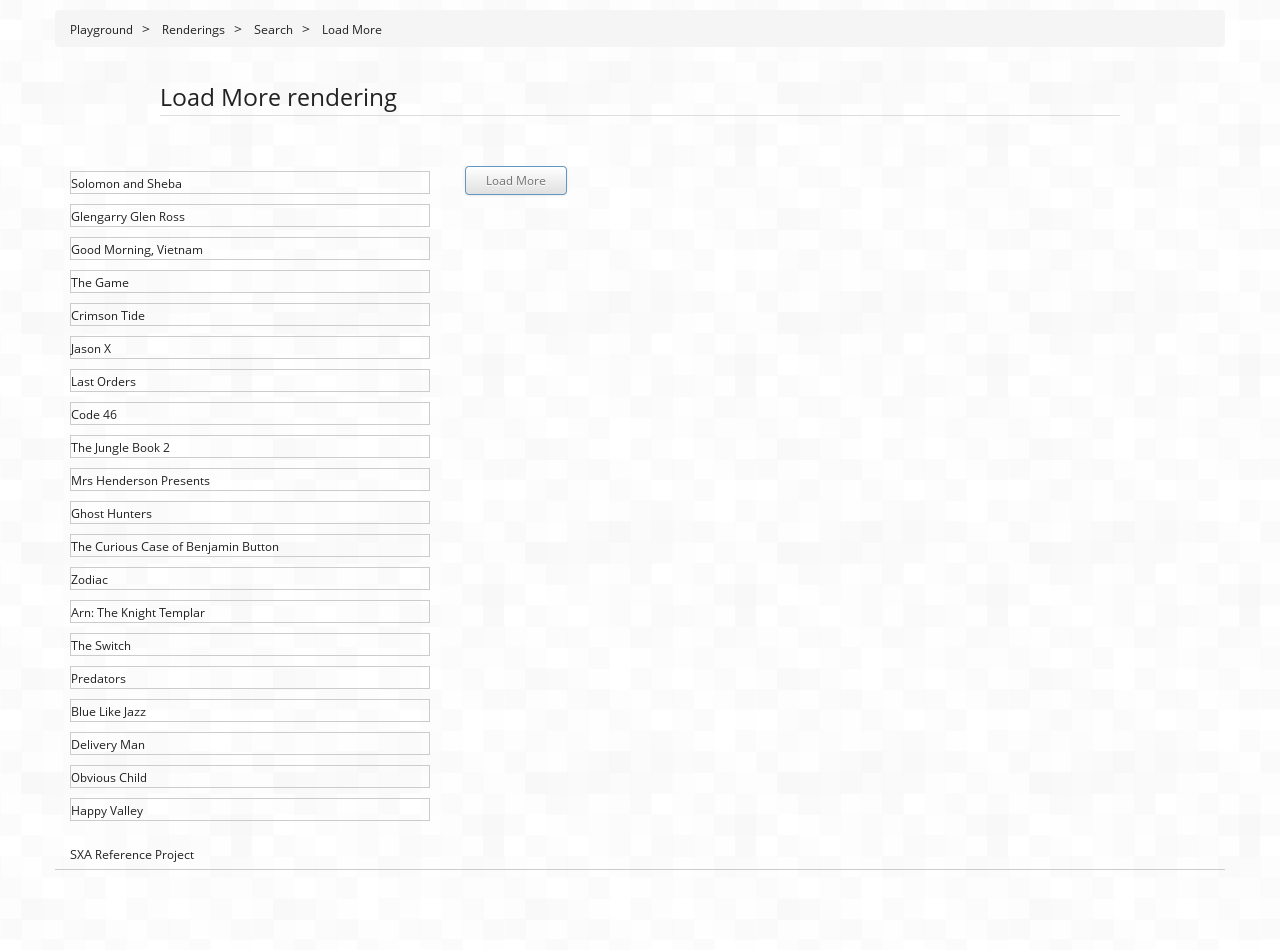 Playground > Renderings > Search > Load More
Load More rendering
Solomon and Sheba
Load More
Glengarry Glen Ross
Good Morning, Vietnam
The Game
Crimson Tide
Jason X
Last Orders
Code 46
The Jungle Book 2
Mrs Henderson Presents
Ghost Hunters
The Curious Case of Benjamin Button
Zodiac
Arn: The Knight Templar
The Switch
Predators
Blue Like Jazz
Delivery Man
Obvious Child
Happy Valley
SXA Reference Project